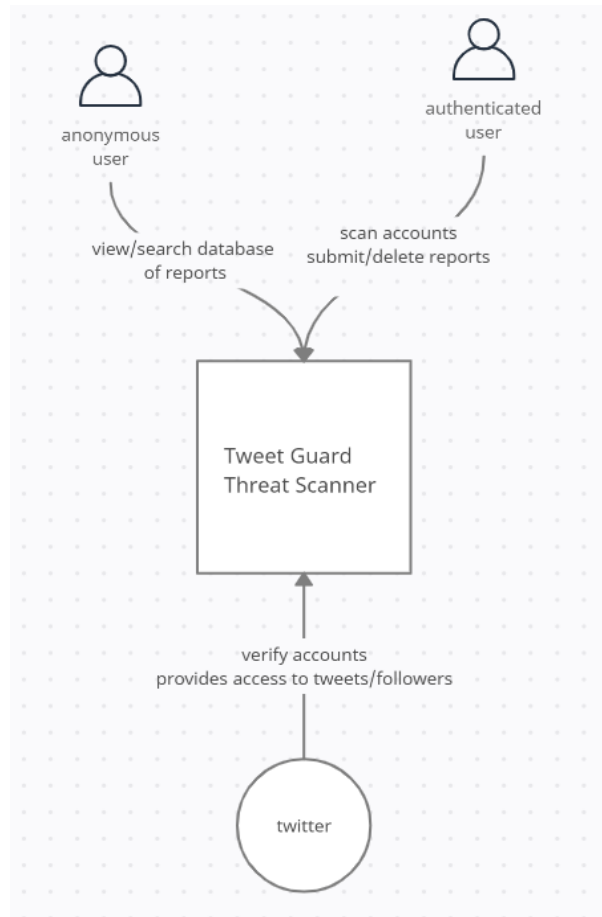 anonymous
user
authenticated
user
view/search database
of reports
scan accounts
submit/delete reports
Tweet Guard
Threat Scanner
verify accounts
provides access to tweets/followers
twitter